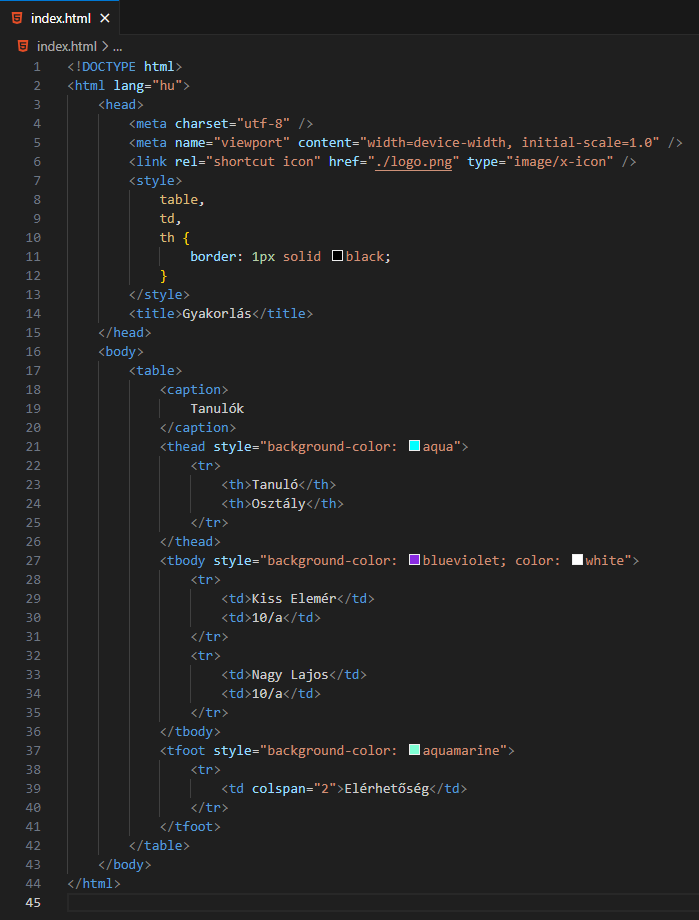 index.html
index.html > ...
1 <!DOCTYPE html>
2 <html lang="hu">
3 <head>
4 <meta charset="utf-8" />
5 <meta name="viewport" content="width=device-width, initial-scale=1.0" />
6 <link rel="shortcut icon" href="./logo.png" type="image/x-icon" />
7 <style>
8 table,
9 td,
10 th {
11 border: 1px solid black;
12 }
13 </style>
14 <title>Gyakorlás</title>
15 </head>
16 <body>
17 <table>
18 <caption>
19 Tanulók
20 </caption>
21 <thead style="background-color: aqua">
22 <tr>
23 <th>Tanuló</th>
24 <th>Osztály</th>
25 </tr>
26 </thead>
27 <tbody style="background-color: blueviolet; color: white">
28 <tr>
29 <td>Kiss Elemér</td>
30 <td>10/a</td>
31 </tr>
32 <tr>
33 <td>Nagy Lajos</td>
34 <td>10/a</td>
35 </tr>
36 </tbody>
37 <tfoot style="background-color: aquamarine">
38 <tr>
39 <td colspan="2">Elérhetőség</td>
40 </tr>
41 </tfoot>
42 </table>
43 </body>
44 </html>
45